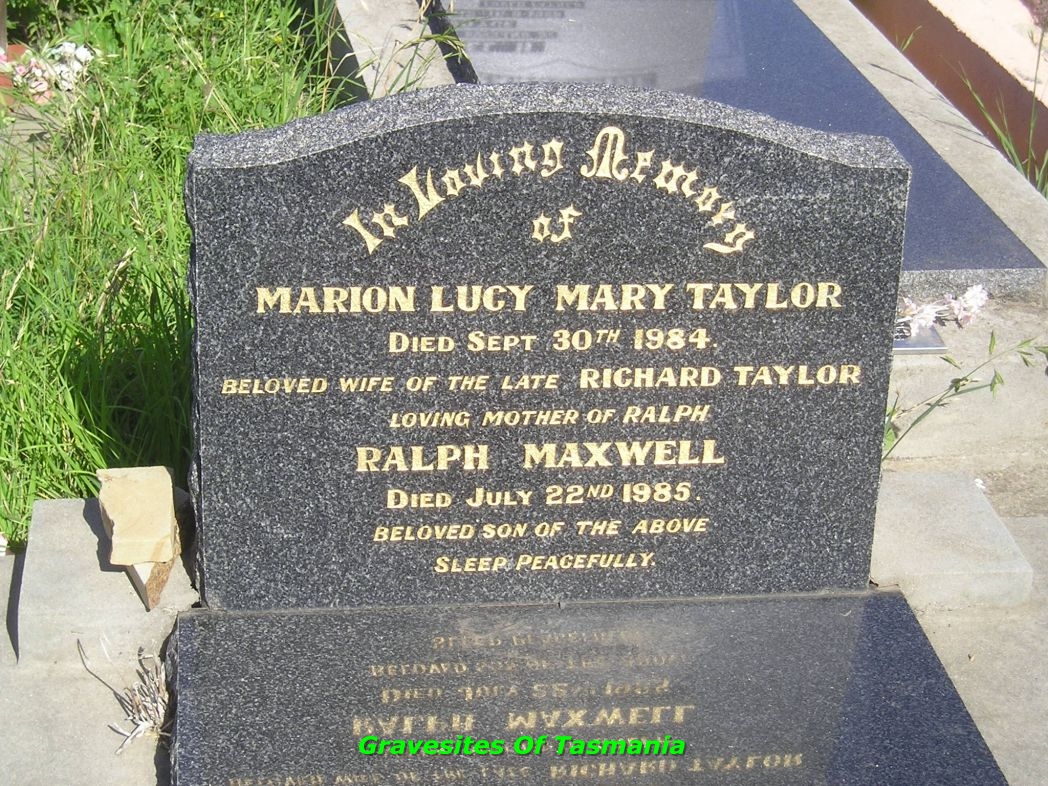 In Loving Memory
of
MARION LUCY MARY TAYLOR
DIED SEPT 30TH 1984.
BELOVED WIFE OF THE LATE RICHARD TAYLOR
LOVING MOTHER OF RALPH
RALPH MAXWELL
DIED JULY 22ND 1985.
BELOVED SON OF THE ABOVE
SLEEP PEACEFULLY.
Gravesites Of Tasmania